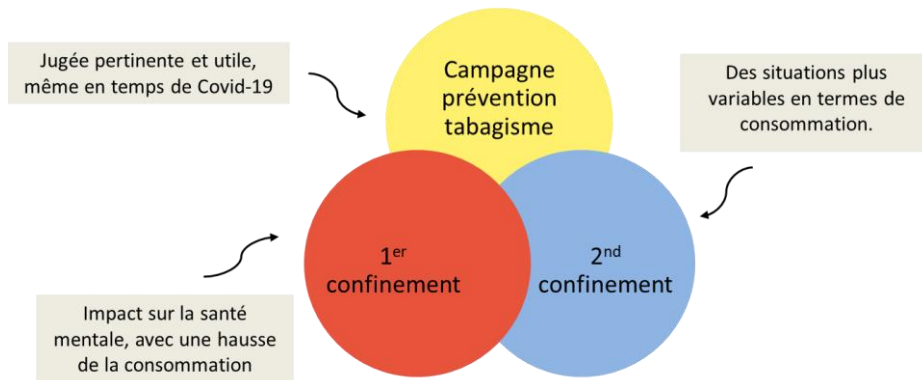 Jugée pertinente et utile,
même en temps de Covid-19
Campagne
prévention
tabagisme
Des situations plus
variables en termes de
consommation.
1er
confinement
2nd
confinement
Impact sur la santé
mentale, avec une hausse
de la consommation